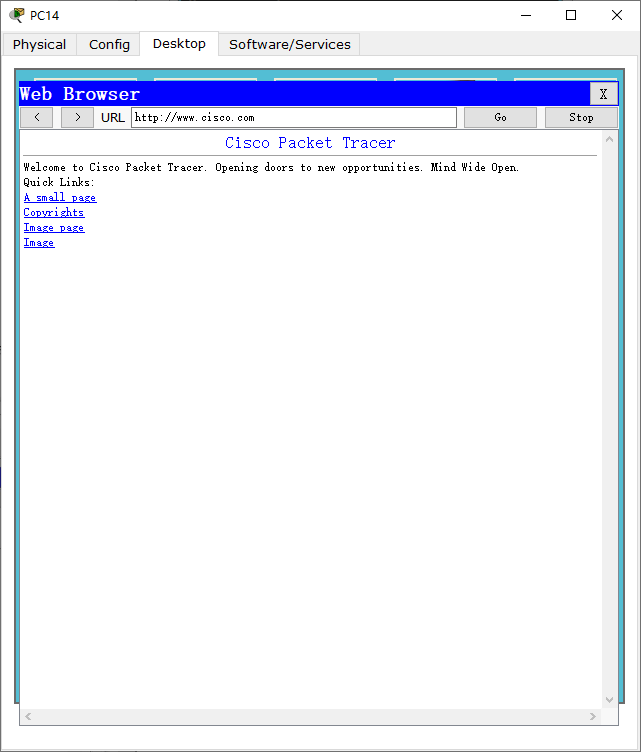 PC14
Physical Config Desktop Software/Services
Web Browser X
< > URL http://www.cisco.com Go Stop
Cisco Packet Tracer
Welcome to Cisco Packet Tracer. Opening doors to new opportunities. Mind Wide Open.
Quick Links:
A small page
Copyrights
Image page
Image